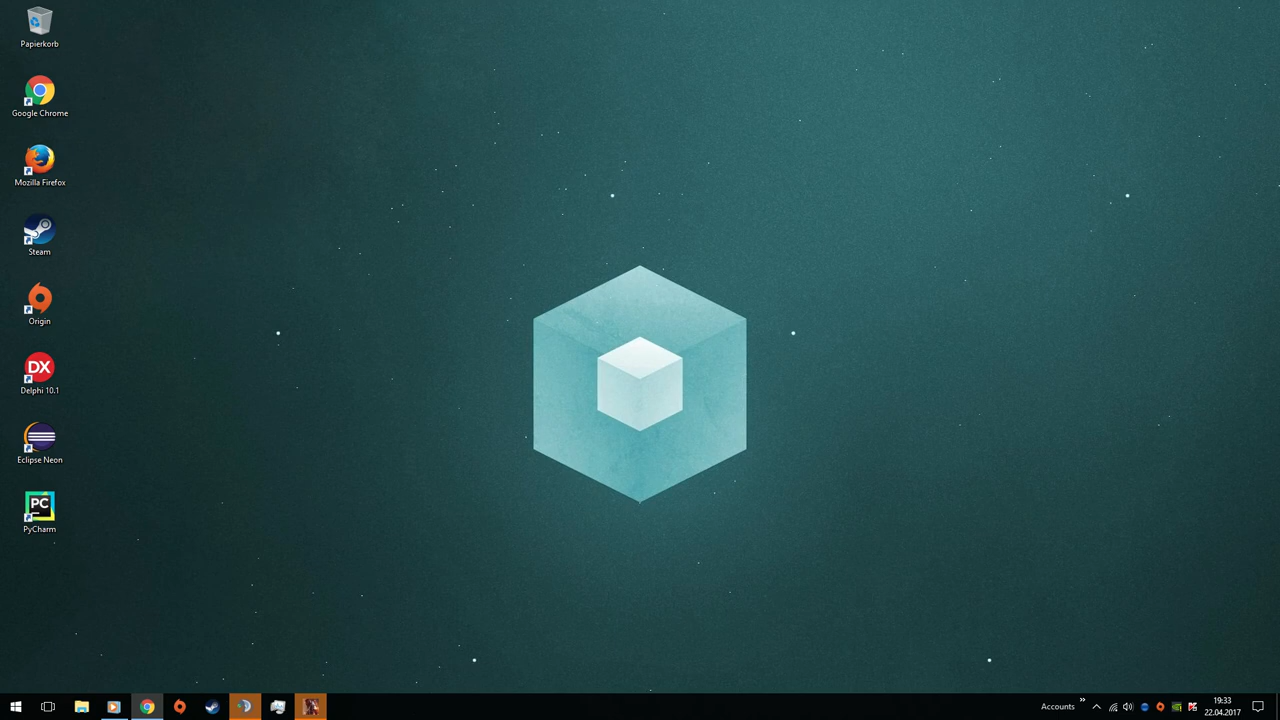 Papierkorb
Google Chrome
Mozilla Firefox
Steam
Origin
DX
Delphi 10.1
Eclipse Neon
PC
PyCharm
Accounts
19:33
22.04.2017